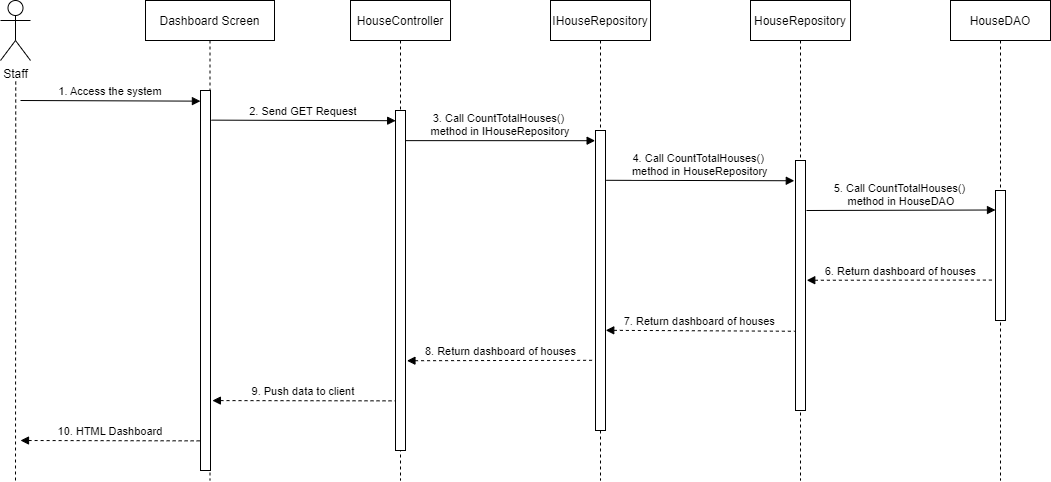 Dashboard Screen
HouseController
IHouseRepository
HouseRepository
HouseDAO
Staff
1. Access the system
2. Send GET Request
3. Call CountTotalHouses()
method in IHouseRepository
4. Call CountTotalHouses()
method in HouseRepository
5. Call CountTotalHouses()
method in HouseDAO
6. Return dashboard of houses
7. Return dashboard of houses
8. Return dashboard of houses
9. Push data to client
10. HTML Dashboard